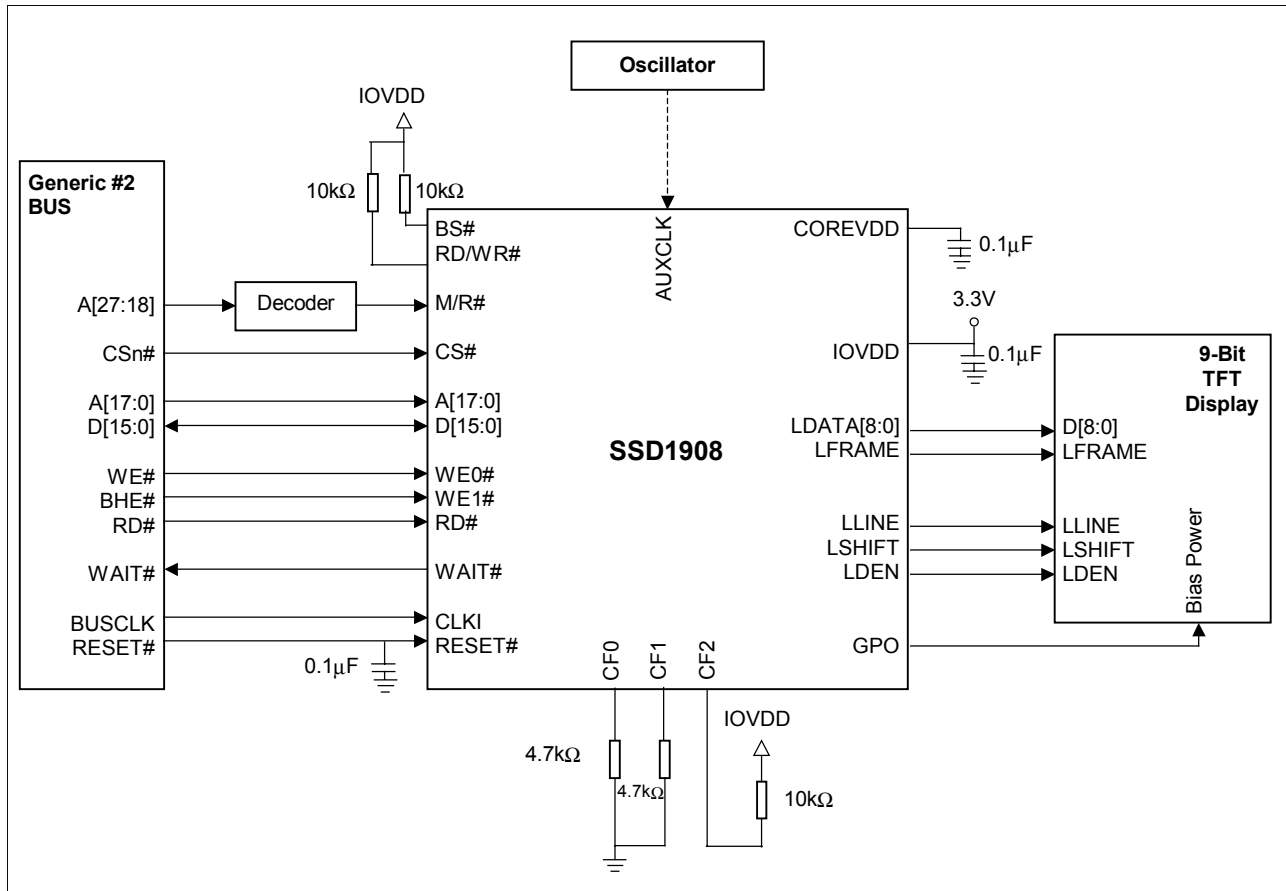 Oscillator
IOVDD
Generic #2
BUS
10kΩ
10kΩ
BS#
RD/WR#
AUXCLK
COREVDD
0.1µF
A[27:18]
Decoder
M/R#
3.3V
CSn#
CS#
IOVDD
0.1µF
9-Bit
TFT
Display
A[17:0]
A[17:0]
D[15:0]
D[15:0]
SSD1908
LDATA[8:0]
D[8:0]
LFRAME
LFRAME
WE#
WE0#
BHE#
WE1#
RD#
RD#
LLINE
LLINE
LSHIFT
LSHIFT
LDEN
LDEN
Bias Power
WAIT#
WAIT#
BUSCLK
CLKI
RESET#
RESET#
GPO
0.1µF
CF0
CF1
CF2
IOVDD
4.7kΩ
4.7kΩ
10kΩ